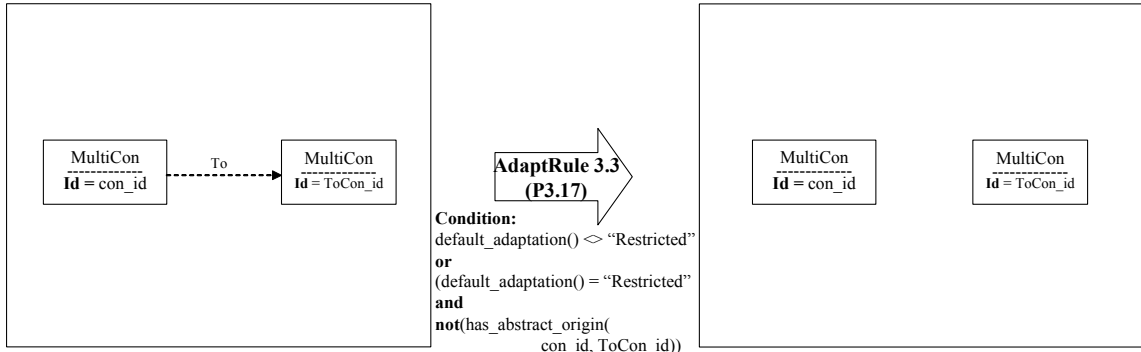 MultiCon
------------
Id = con_id
To
MultiCon
------------
Id = ToCon_id
AdaptRule 3.3
(P3.17)
Condition:
default_adaptation() <> “Restricted”
or
(default_adaptation() = “Restricted”
and
not(has_abstract_origin(
con_id, ToCon_id))
MultiCon
------------
Id = con_id
MultiCon
------------
Id = ToCon_id